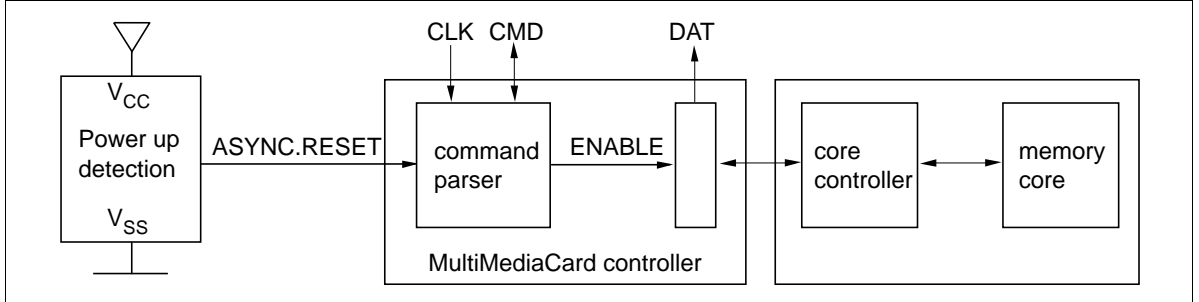 CLK CMD DAT
VCC
Power up
detection
VSS
ASYNC.RESET
command
parser
ENABLE
core
controller
memory
core
MultiMediaCard controller